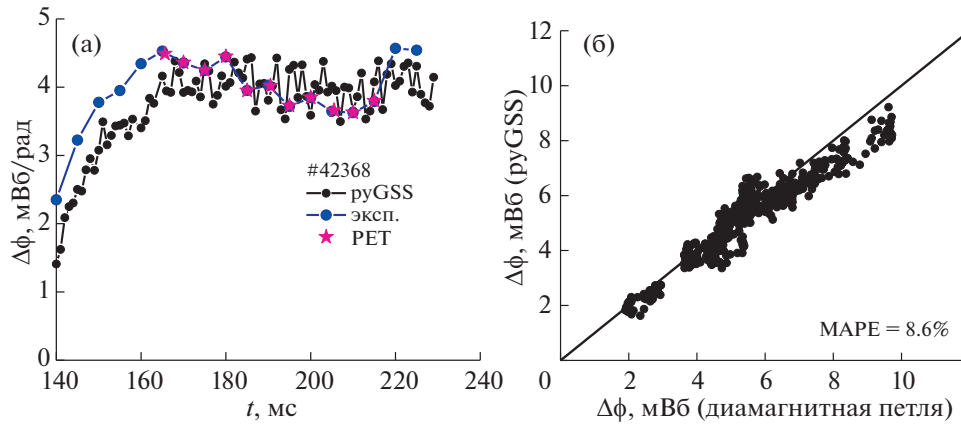 (а)
Δϕ, мВб/рад
5
4
3
2
1
0
140 160 180 200 220 240
t, мс
#42368
pyGSS
эксп.
PET
(б)
Δϕ, мВб (pyGSS)
12
10
8
6
4
2
0
2 4 6 8 10
Δϕ, мВб (диамагнитная петля)
MAPE = 8.6%